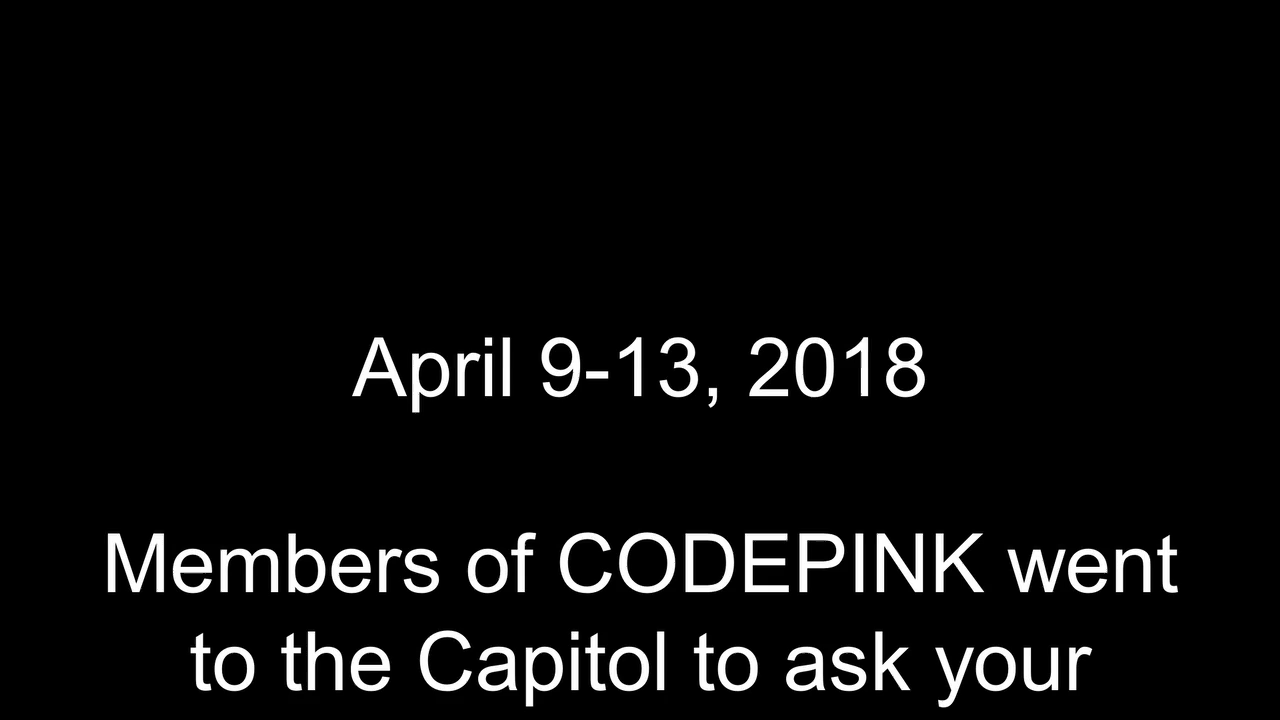 April 9-13, 2018
Members of CODEPINK went
to the Capitol to ask your